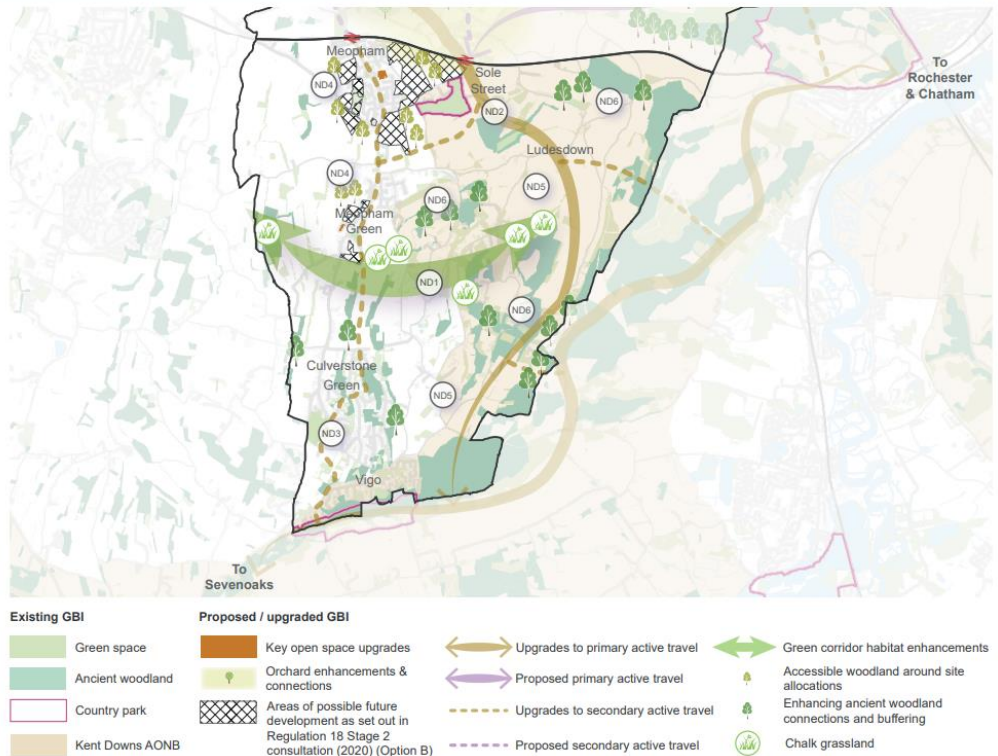 Meopham
Sole
Street
To
Rochester
& Chatham
ND4
ND2
ND6
Ludesdown
ND4
ND5
ND6
Meopham
Green
ND1
ND6
Culverstone
Green
ND5
ND3
Vigo
To
Sevenoaks
Existing GBI
Green space
Ancient woodland
Country park
Kent Downs AONB
Proposed / upgraded GBI
Key open space upgrades
Orchard enhancements &
connections
Areas of possible future
development as set out in
Regulation 18 Stage 2
consultation (2020) (Option B)
Upgrades to primary active travel
Proposed primary active travel
Upgrades to secondary active travel
Proposed secondary active travel
Green corridor habitat enhancements
Accessible woodland around site
allocations
Enhancing ancient woodland
connections and buffering
Chalk grassland